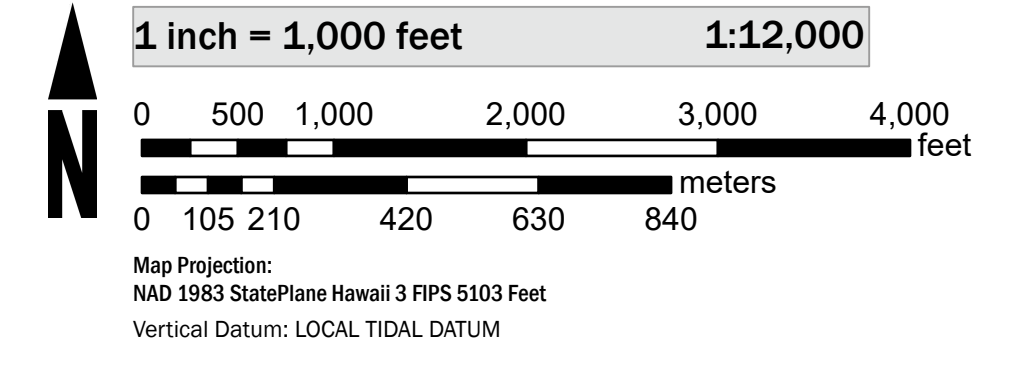 1 inch = 1,000 feet 1:12,000
0 500 1,000 2,000 3,000 4,000
feet
meters
0 105 210 420 630 840
N
Map Projection:
NAD 1983 StatePlane Hawaii 3 FIPS 5103 Feet
Vertical Datum: LOCAL TIDAL DATUM